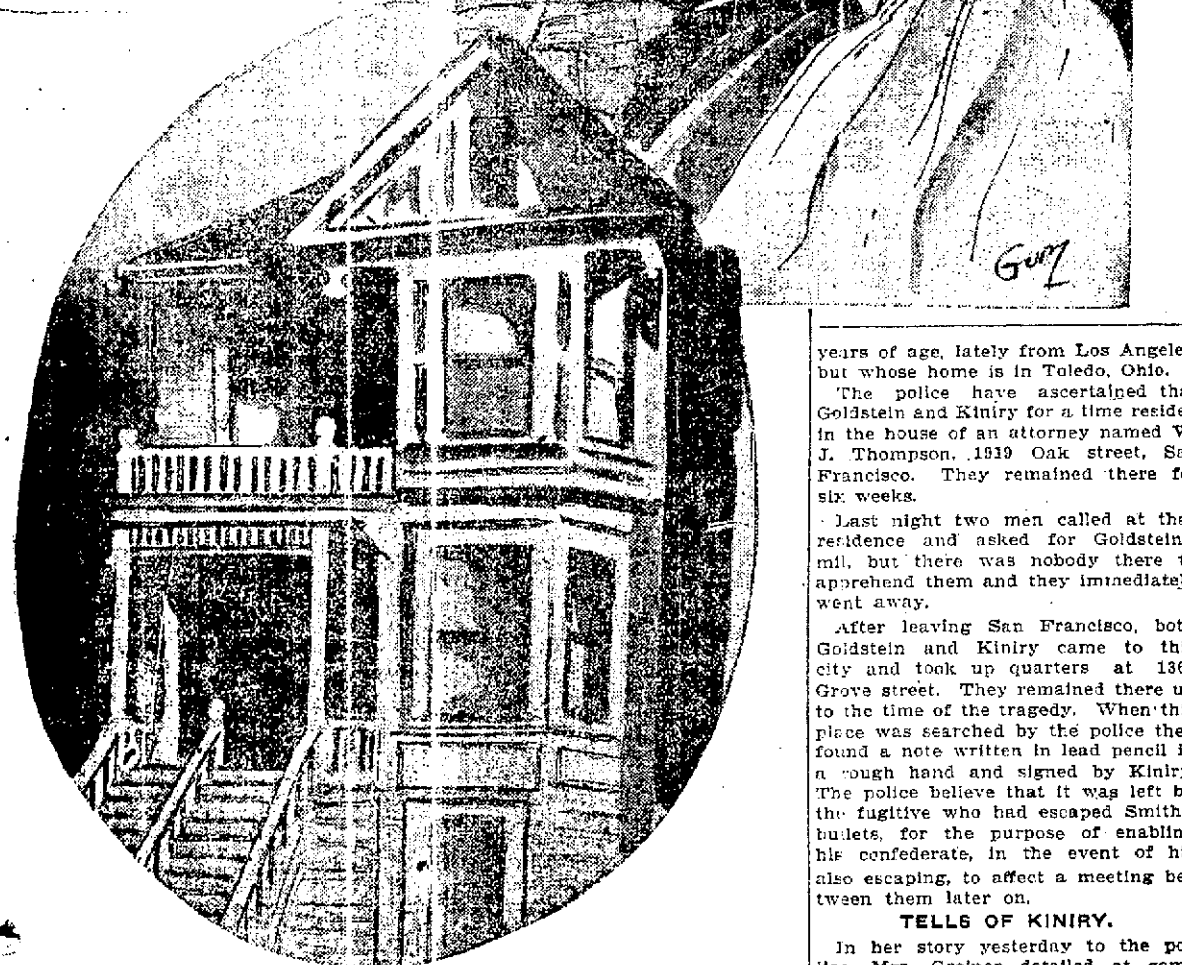 Gunz
years of age, lately from Los Angele
but whose home is in Toledo, Ohio.
The police have ascertained tha
Goldstein and Kiniry for a time reside
in the house of an attorney named W
J. Thompson, 1919 Oak street, Sa
Francisco. They remained there fo
six weeks.
Last night two men called at the
residence and asked for Goldstein
mil, but there was nobody there t
apprehend them and they immediatel
went away.
After leaving San Francisco, bot
Goldstein and Kiniry came to thi
city and took up quarters at 136
Grove street. They remained there u
to the time of the tragedy. When thi
place was searched by the police the
found a note written in lead pencil i
a rough hand and signed by Kiniry
The police believe that it was left b
the fugitive who had escaped Smith
bullets, for the purpose of enablin
his confederate, in the event of hi
also escaping, to affect a meeting be
tween them later on.
TELLS OF KINIRY.
In her story yesterday to the po